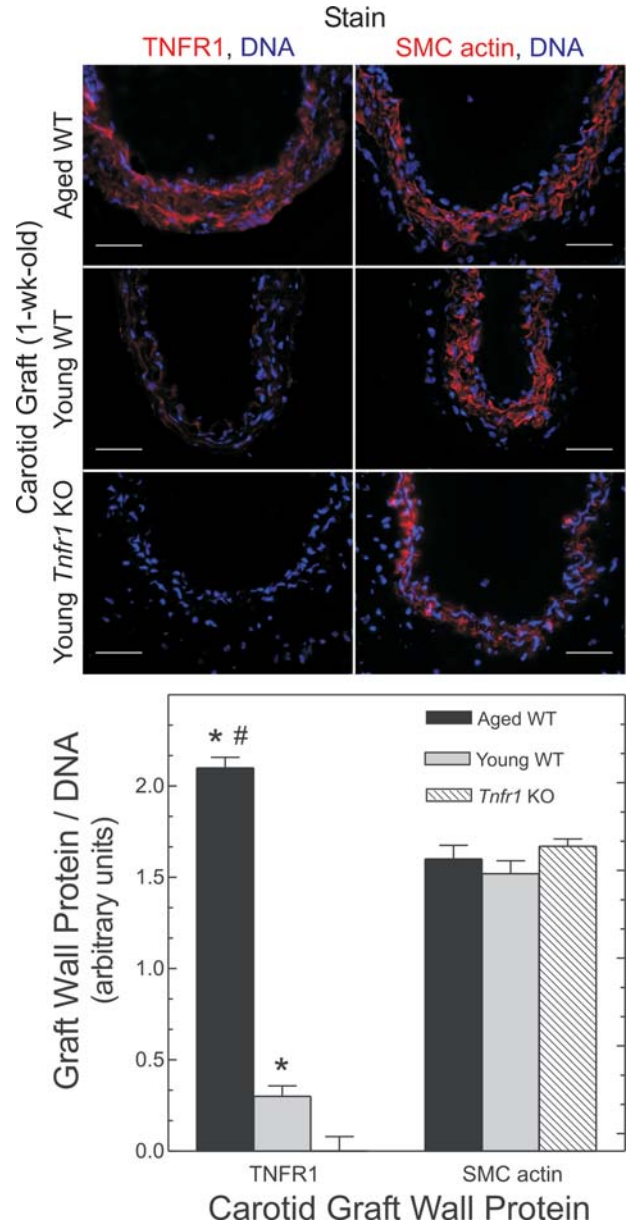 Stain
TNFR1, DNA
SMC actin, DNA
Carotid Graft (1-wk-old)
Aged WT
Young WT
Young Tnfr1 KO
Graft Wall Protein / DNA
(arbitrary units)
2.0
1.5
1.0
0.5
0.0
* #
*
Aged WT
Young WT
Tnfr1 KO
TNFR1
SMC actin
Carotid Graft Wall Protein